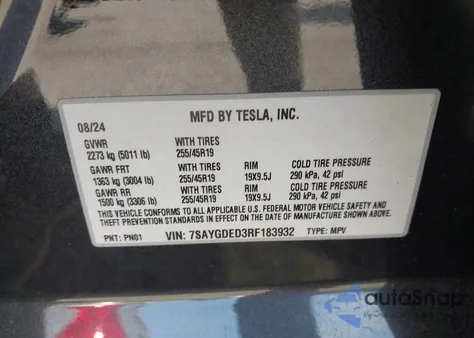 MFD BY TESLA, INC.
08/24
GVWR WITH TIRES
2273 kg (5011 lb) 255/45R19
GAWR FRT WITH TIRES RIM COLD TIRE PRESSURE
1363 kg (3004 lb) 255/45R19 19X9.5J 290 kPa, 42 psi
GAWR RR WITH TIRES RIM COLD TIRE PRESSURE
1500 kg (3306 lb) 255/45R19 19X9.5J 290 kPa, 42 psi
THIS VEHICLE CONFORMS TO ALL APPLICABLE U.S. FEDERAL MOTOR VEHICLE SAFETY AND
THEFT PREVENTION STANDARDS IN EFFECT ON THE DATE OF MANUFACTURE SHOWN ABOVE.
PNT: PN01 VIN: 7SAYGDED3RF183932 TYPE: MPV
autoSnap